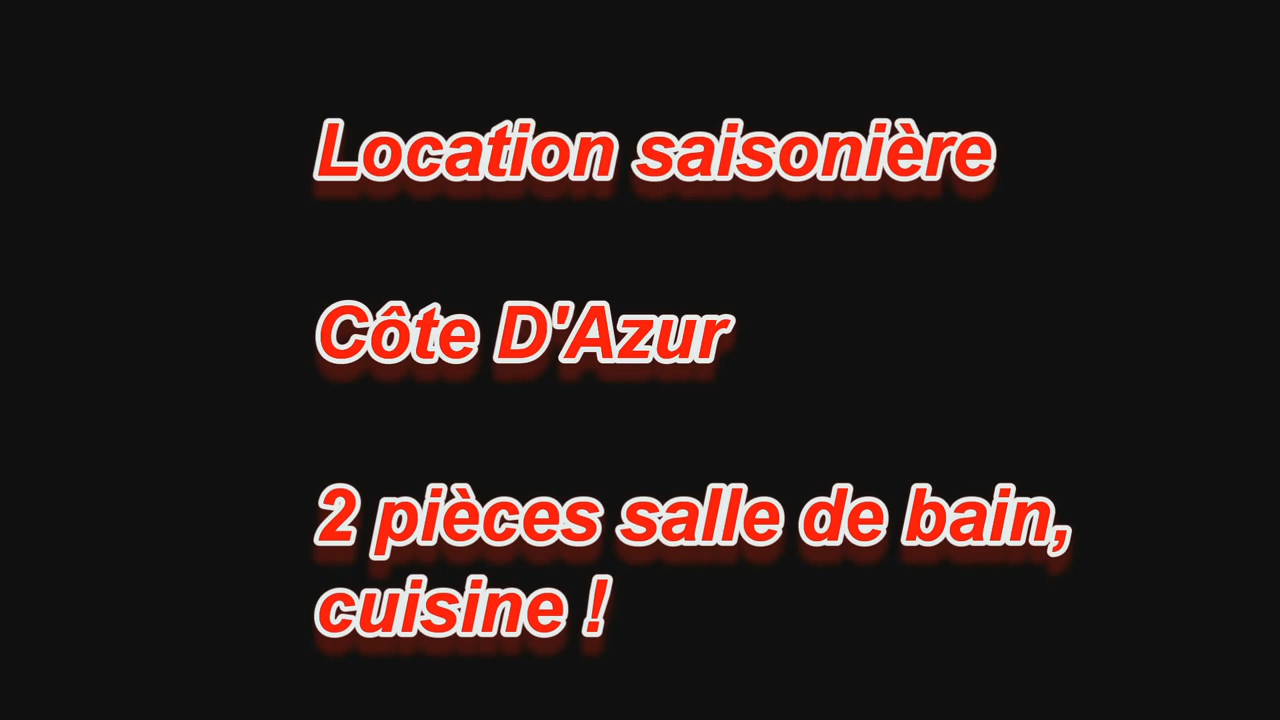 Location saisonière
Côte D'Azur
2 pièces salle de bain,
cuisine !